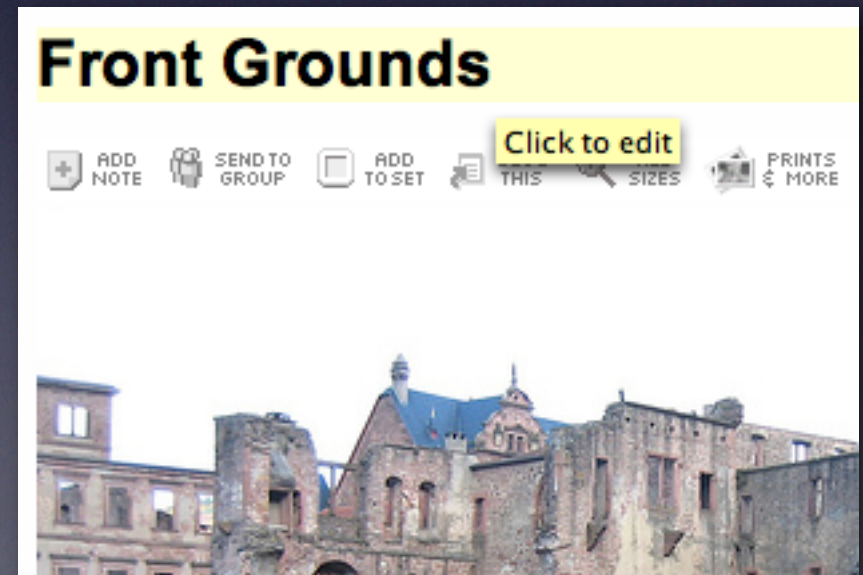 Front Grounds
Click to edit
ADD NOTE
SEND TO GROUP
ADD TO SET
THIS
SIZES
PRINTS & MORE